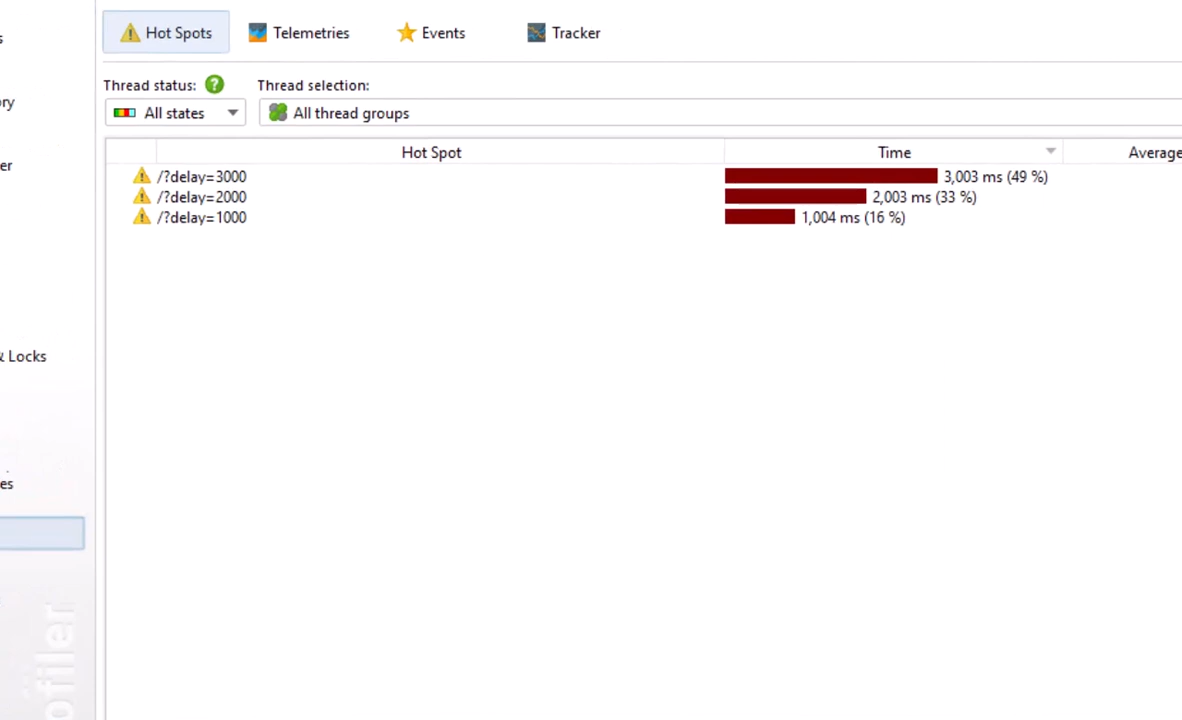 Hot Spots
Telemetries
Events
Tracker
Thread status:
Thread selection:
All states
All thread groups
Hot Spot
Time
Average
/?delay=3000
3,003 ms (49 %)
/?delay=2000
2,003 ms (33 %)
/?delay=1000
1,004 ms (16 %)
& Locks